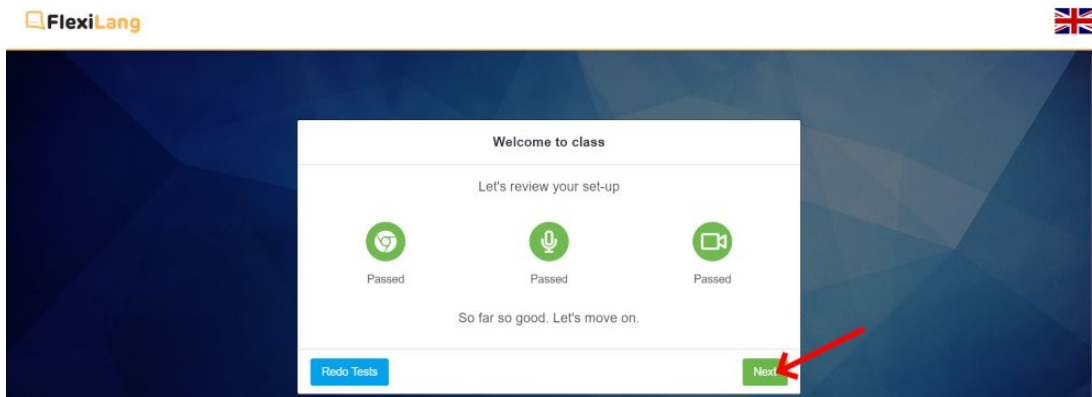 FlexiLang
Welcome to class
Let's review your set-up
Passed Passed Passed
So far so good. Let's move on.
Redo Tests Next